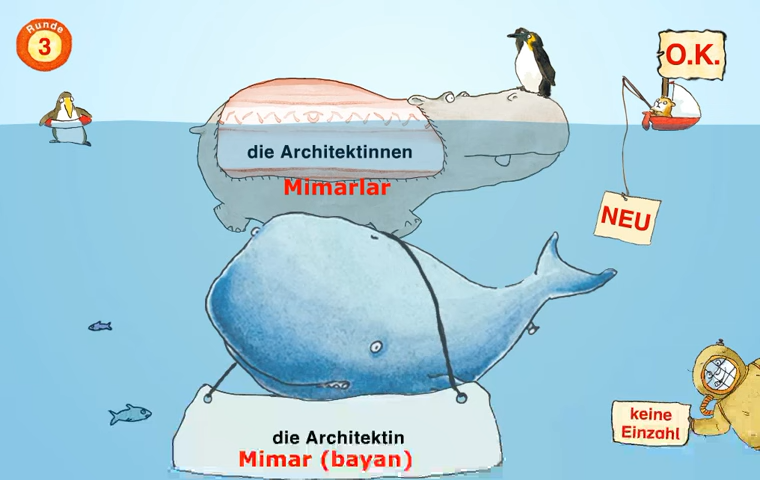 Runde
3
O.K.
die Architektinnen
Mimarlar
NEU
keine
Einzahl
die Architektin
Mimar (bayan)